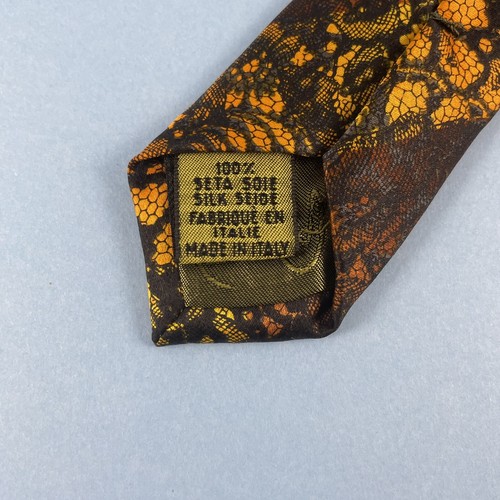 100%
SETA SOIE
SILK SEIDE
FABRIQUE EN
ITALIE
MADE IN ITALY